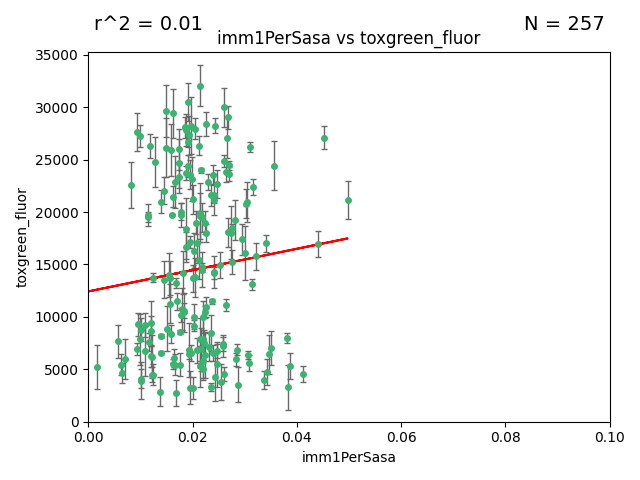 r^2 = 0.01
N = 257
imm1PerSasa vs toxgreen_fluor
35000
30000
25000
20000
15000
10000
5000
0
toxgreen_fluor
0.00
0.02
0.04
0.06
0.08
0.10
imm1PerSasa